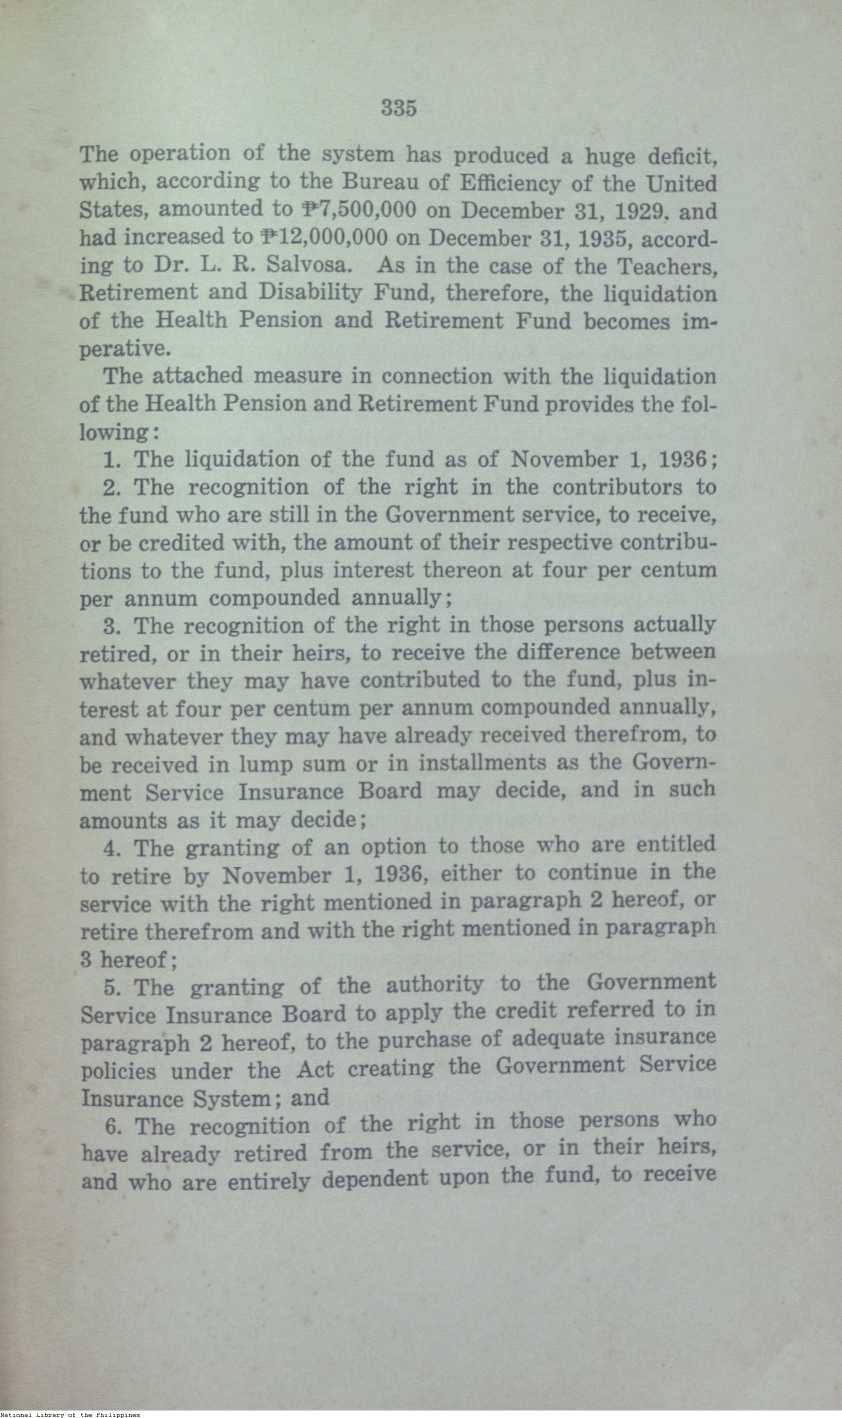 335
The operation of the system has produced a huge deficit,
which, according to the Bureau of Efficiency of the United
States, amounted to ₱7,500,000 on December 31, 1929. and
had increased to ₱12,000,000 on December 31, 1935, accord-
ing to Dr. L. R. Salvosa. As in the case of the Teachers,
Retirement and Disability Fund, therefore, the liquidation
of the Health Pension and Retirement Fund becomes im-
perative.
The attached measure in connection with the liquidation
of the Health Pension and Retirement Fund provides the fol-
lowing:
1. The liquidation of the fund as of November 1, 1936;
2. The recognition of the right in the contributors to
the fund who are still in the Government service, to receive,
or be credited with, the amount of their respective contribu-
tions to the fund, plus interest thereon at four per centum
per annum compounded annually;
3. The recognition of the right in those persons actually
retired, or in their heirs, to receive the difference between
whatever they may have contributed to the fund, plus in-
terest at four per centum per annum compounded annually,
and whatever they may have already received therefrom, to
be received in lump sum or in installments as the Govern-
ment Service Insurance Board may decide, and in such
amounts as it may decide;
4. The granting of an option to those who are entitled
to retire by November 1, 1936, either to continue in the
service with the right mentioned in paragraph 2 hereof, or
retire therefrom and with the right mentioned in paragraph
3 hereof;
5. The granting of the authority to the Government
Service Insurance Board to apply the credit referred to in
paragraph 2 hereof, to the purchase of adequate insurance
policies under the Act creating the Government Service
Insurance System; and
6. The recognition of the right in those persons who
have already retired from the service, or in their heirs,
and who are entirely dependent upon the fund, to receive
National Library of the Philippines